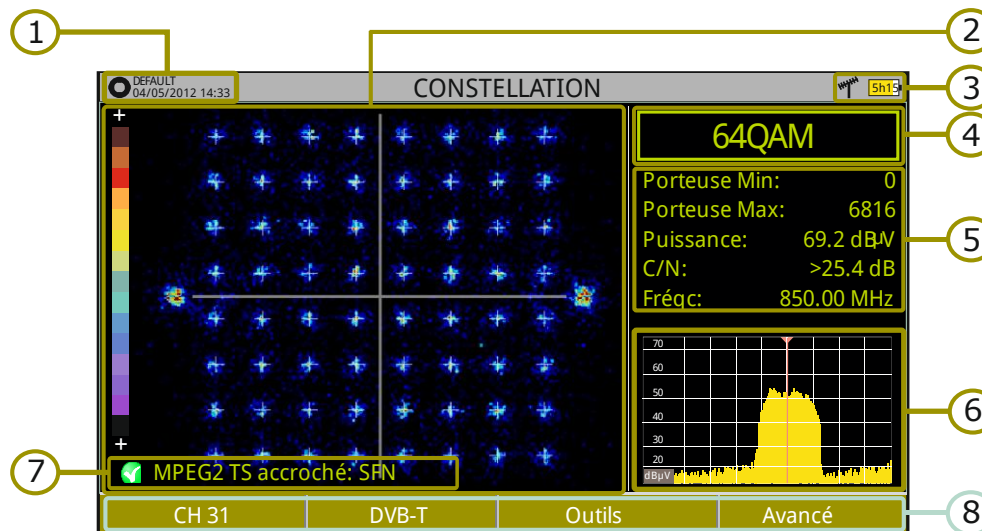 1
2
DEFAULT
04/05/2012 14:33
CONSTELLATION
5h15
3
+
64QAM
4
Porteuse Min: 0
Porteuse Max: 6816
Puissance: 69.2 dBµV
C/N: >25.4 dB
Fréqc: 850.00 MHz
5
70
60
50
40
30
20
dBµV
6
+
7
MPEG2 TS accroché: SFN
CH 31
DVB-T
Outils
Avancé
8